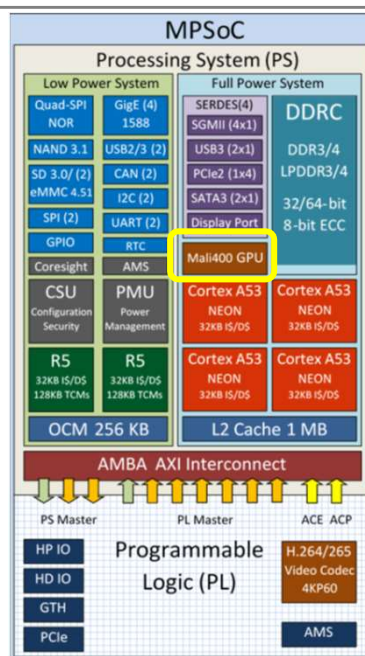 MPSoC
Processing System (PS)
Low Power System
Quad-SPI
NOR
GigE (4)
1588
NAND 3.1
USB2/3 (2)
SD 3.0/ (2)
eMMC 4.51
CAN (2)
I2C (2)
SPI (2)
UART (2)
GPIO
RTC
Coresight
AMS
CSU
Configuration
Security
PMU
Power
Management
R5
32KB I$/D$
128KB TCMs
R5
32KB I$/D$
128KB TCMs
OCM 256 KB
Full Power System
SERDES(4)
SGMII (4x1)
USB3 (2x1)
PCIe2 (1x4)
SATA3 (2x1)
Display Port
Mali400 GPU
DDRC
DDR3/4
LPDDR3/4
32/64-bit
8-bit ECC
Cortex A53
NEON
32KB I$/D$
Cortex A53
NEON
32KB I$/D$
Cortex A53
NEON
32KB I$/D$
Cortex A53
NEON
32KB I$/D$
L2 Cache 1 MB
AMBA AXI Interconnect
PS Master
PL Master
ACE ACP
HP IO
HD IO
GTH
PCIe
Programmable
Logic (PL)
H.264/265
Video Codec
4KP60
AMS